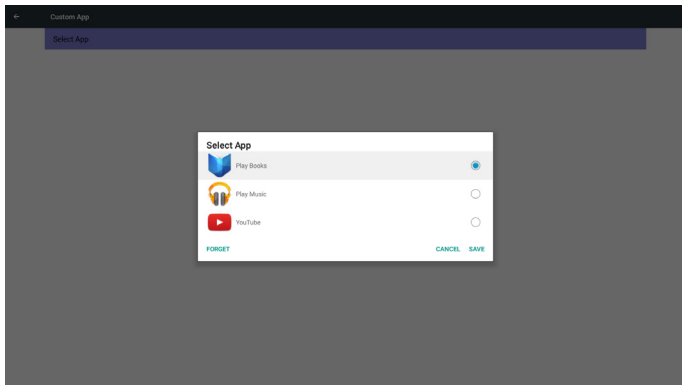 Custom App
Select App
Select App
Play Books
Play Music
YouTube
FORGET CANCEL SAVE